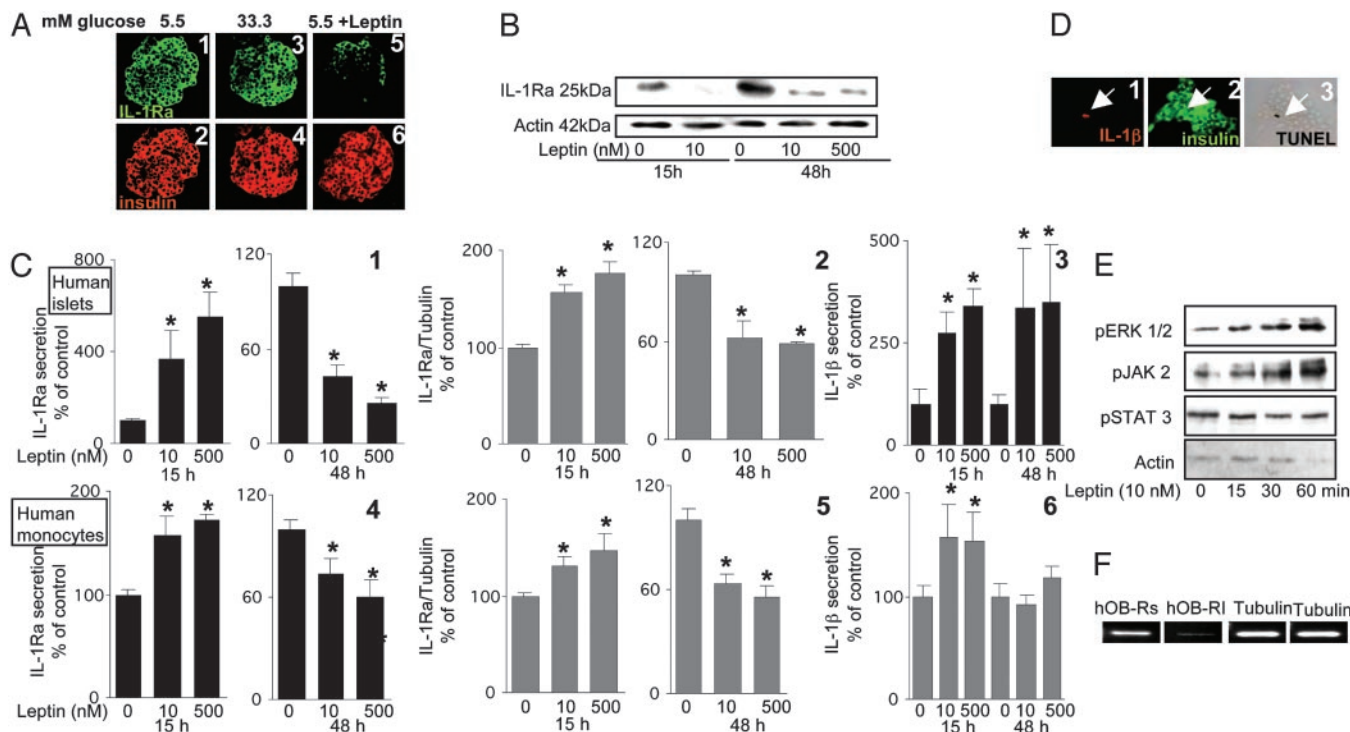 A
mM glucose 5.5 33.3 5.5 +Leptin
1 3 5
IL-1Ra
2 4 6
insulin
B
IL-1Ra 25kDa
Actin 42kDa
0 10 0 10 500
Leptin (nM)
15h 48h
D
1 2 3
IL-1β insulin TUNEL
C
Human
islets
IL-1Ra secretion
% of control
800
400
0
Leptin (nM) 0 10 500
15 h
1
120
60
0
0 10 500
48 h
IL-1Ra/Tubulin
% of control
200
100
0
0 10 500
15 h
2
120
60
0
0 10 500
48 h
3
IL-1β secretion
% of control
500
250
0
0 10 500 0 10 500
15 h 48 h
* * * * * * * * * * * *
Human
monocytes
IL-1Ra secretion
% of control
200
100
0
Leptin (nM) 0 10 500
15 h
4
120
60
0
0 10 500
48 h
IL-1Ra/Tubulin
% of control
200
100
0
0 10 500
15 h
5
120
60
0
0 10 500
48 h
6
IL-1β secretion
% of control
200
100
0
0 10 500 0 10 500
15 h 48 h
* * * * * * * * * *
E
pERK 1/2
pJAK 2
pSTAT 3
Actin
Leptin (10 nM) 0 15 30 60 min
F
hOB-Rs hOB-Rl Tubulin Tubulin